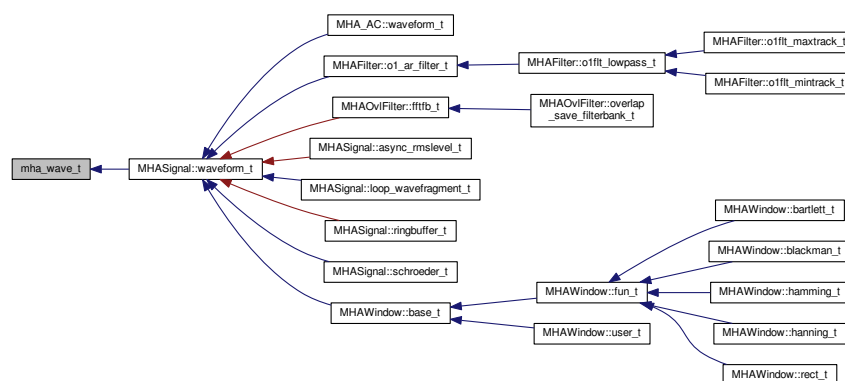 MHA_AC::waveform_t
MHAFilter::o1flt_maxtrack_t
MHAFilter::o1_ar_filter_t
MHAFilter::o1flt_lowpass_t
MHAFilter::o1flt_mintrack_t
MHAOvlFilter::fftfb_t
MHAOvlFilter::overlap
_save_filterbank_t
MHASignal::async_rmslevel_t
mha_wave_t
MHASignal::waveform_t
MHASignal::loop_wavefragment_t
MHASignal::ringbuffer_t
MHAWindow::bartlett_t
MHAWindow::blackman_t
MHASignal::schroeder_t
MHAWindow::fun_t
MHAWindow::hamming_t
MHAWindow::base_t
MHAWindow::user_t
MHAWindow::hanning_t
MHAWindow::rect_t